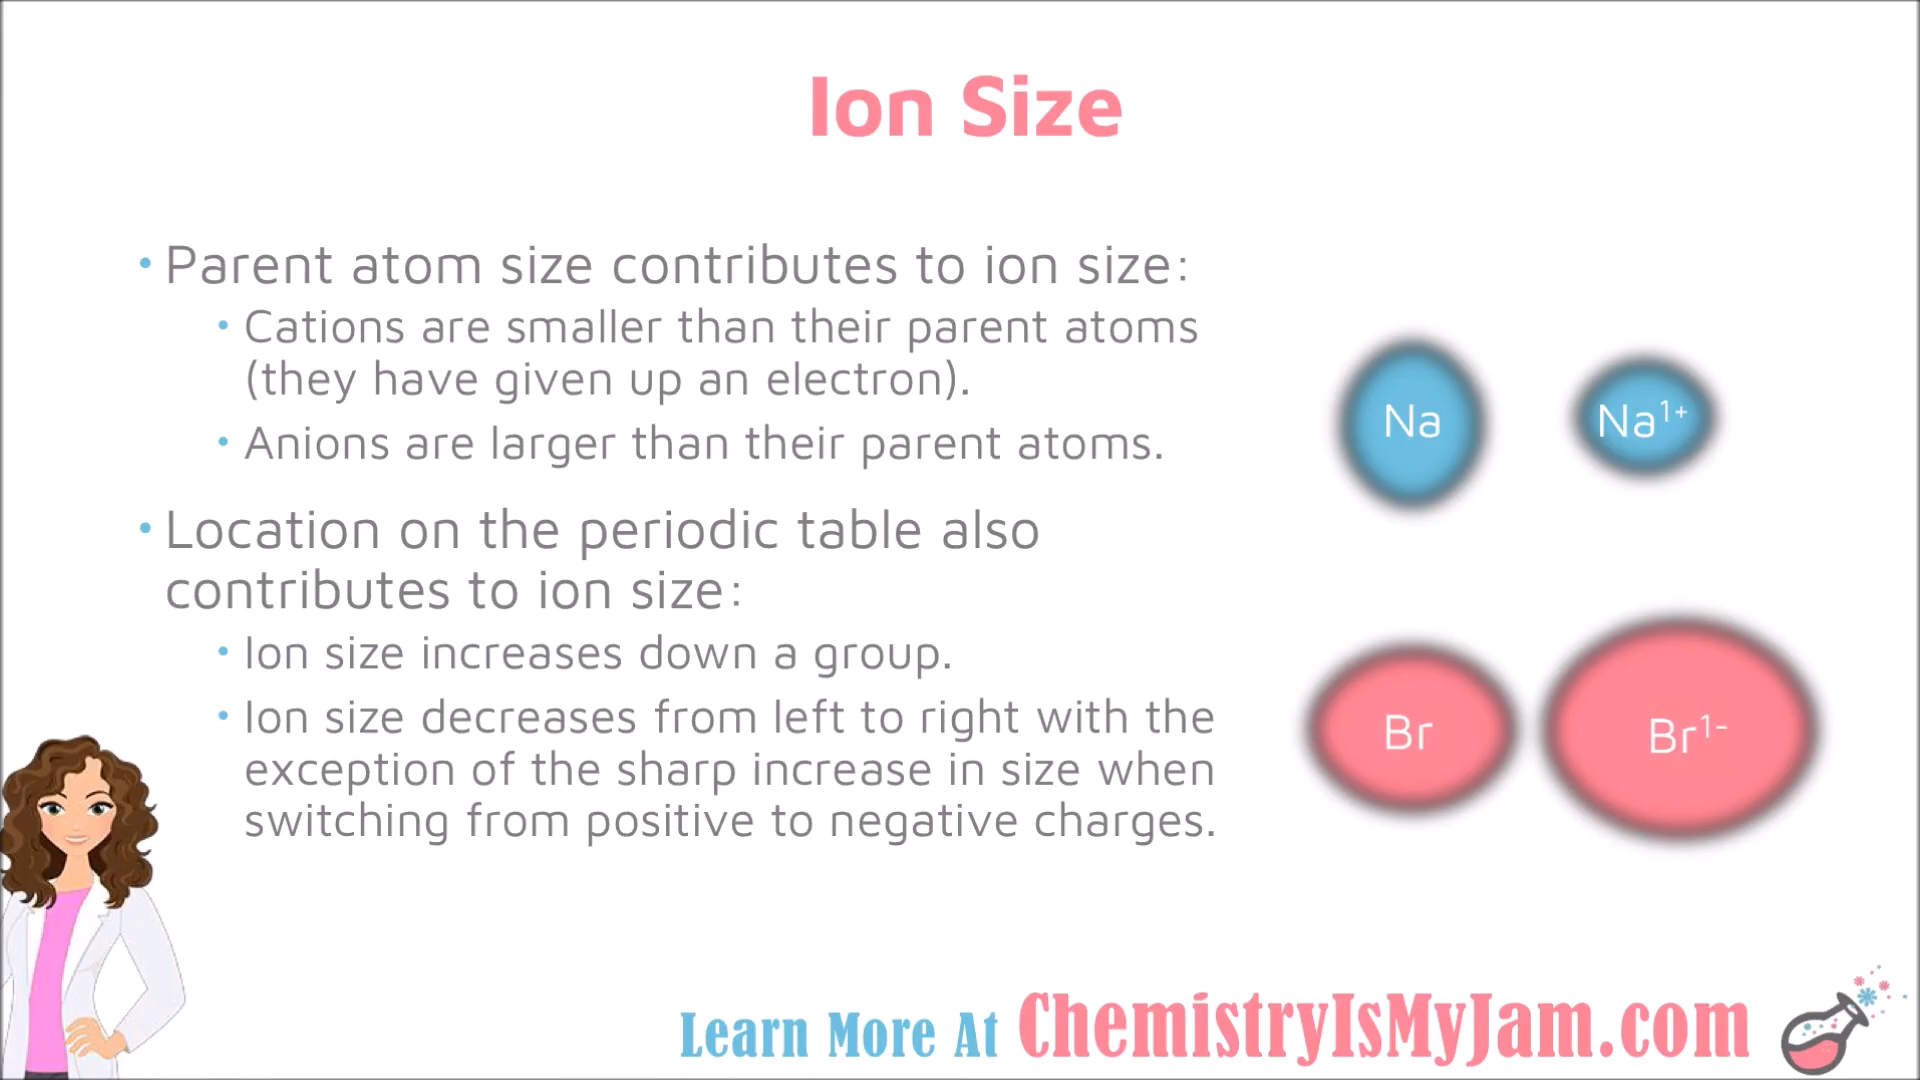 Ion Size
• Parent atom size contributes to ion size:
• Cations are smaller than their parent atoms
(they have given up an electron).
• Anions are larger than their parent atoms.
• Location on the periodic table also
contributes to ion size:
• Ion size increases down a group.
• Ion size decreases from left to right with the
exception of the sharp increase in size when
switching from positive to negative charges.
Na Na¹⁺
Br Br¹⁻
Learn More At ChemistryIsMyJam.com